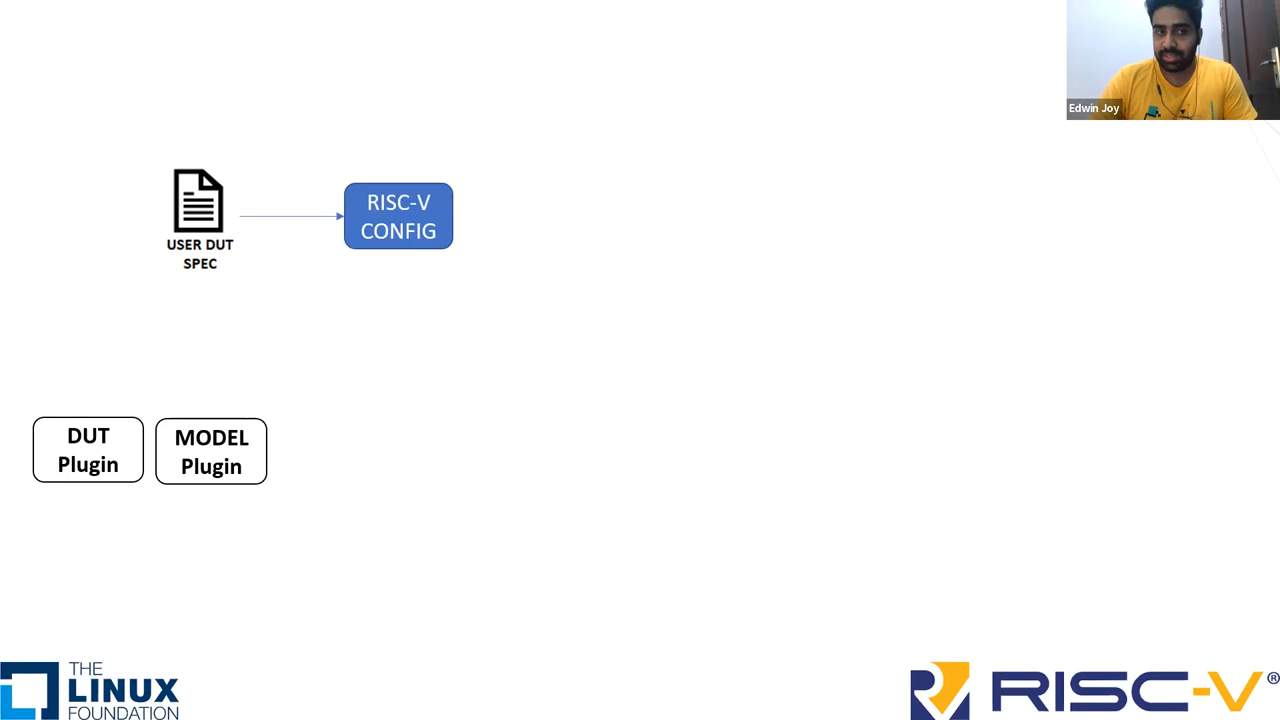 Edwin Joy
USER DUT
SPEC
RISC-V
CONFIG
DUT
Plugin
MODEL
Plugin
THE
LINUX
FOUNDATION
RISC-V®